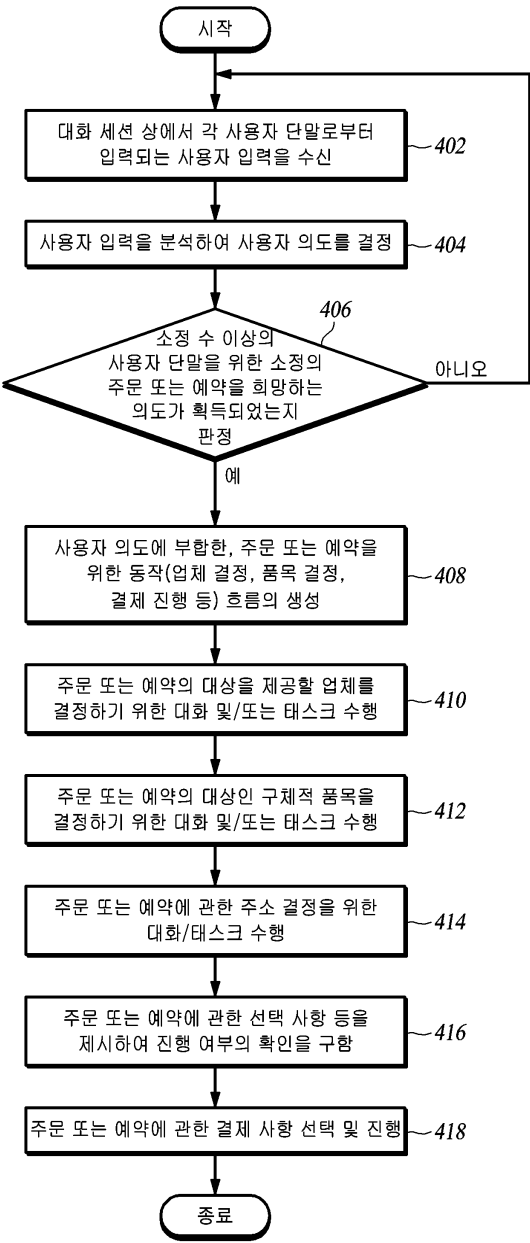 시작
대화 세션 상에서 각 사용자 단말로부터
입력되는 사용자 입력을 수신
402
사용자 입력을 분석하여 사용자 의도를 결정
404
406
소정 수 이상의
사용자 단말을 위한 소정의
주문 또는 예약을 희망하는
의도가 획득되었는지
판정
아니오
예
사용자 의도에 부합한, 주문 또는 예약을
위한 동작(업체 결정, 품목 결정,
결제 진행 등) 흐름의 생성
408
주문 또는 예약의 대상을 제공할 업체를
결정하기 위한 대화 및/또는 태스크 수행
410
주문 또는 예약의 대상인 구체적 품목을
결정하기 위한 대화 및/또는 태스크 수행
412
주문 또는 예약에 관한 주소 결정을 위한
대화/태스크 수행
414
주문 또는 예약에 관한 선택 사항 등을
제시하여 진행 여부의 확인을 구함
416
주문 또는 예약에 관한 결제 사항 선택 및 진행
418
종료